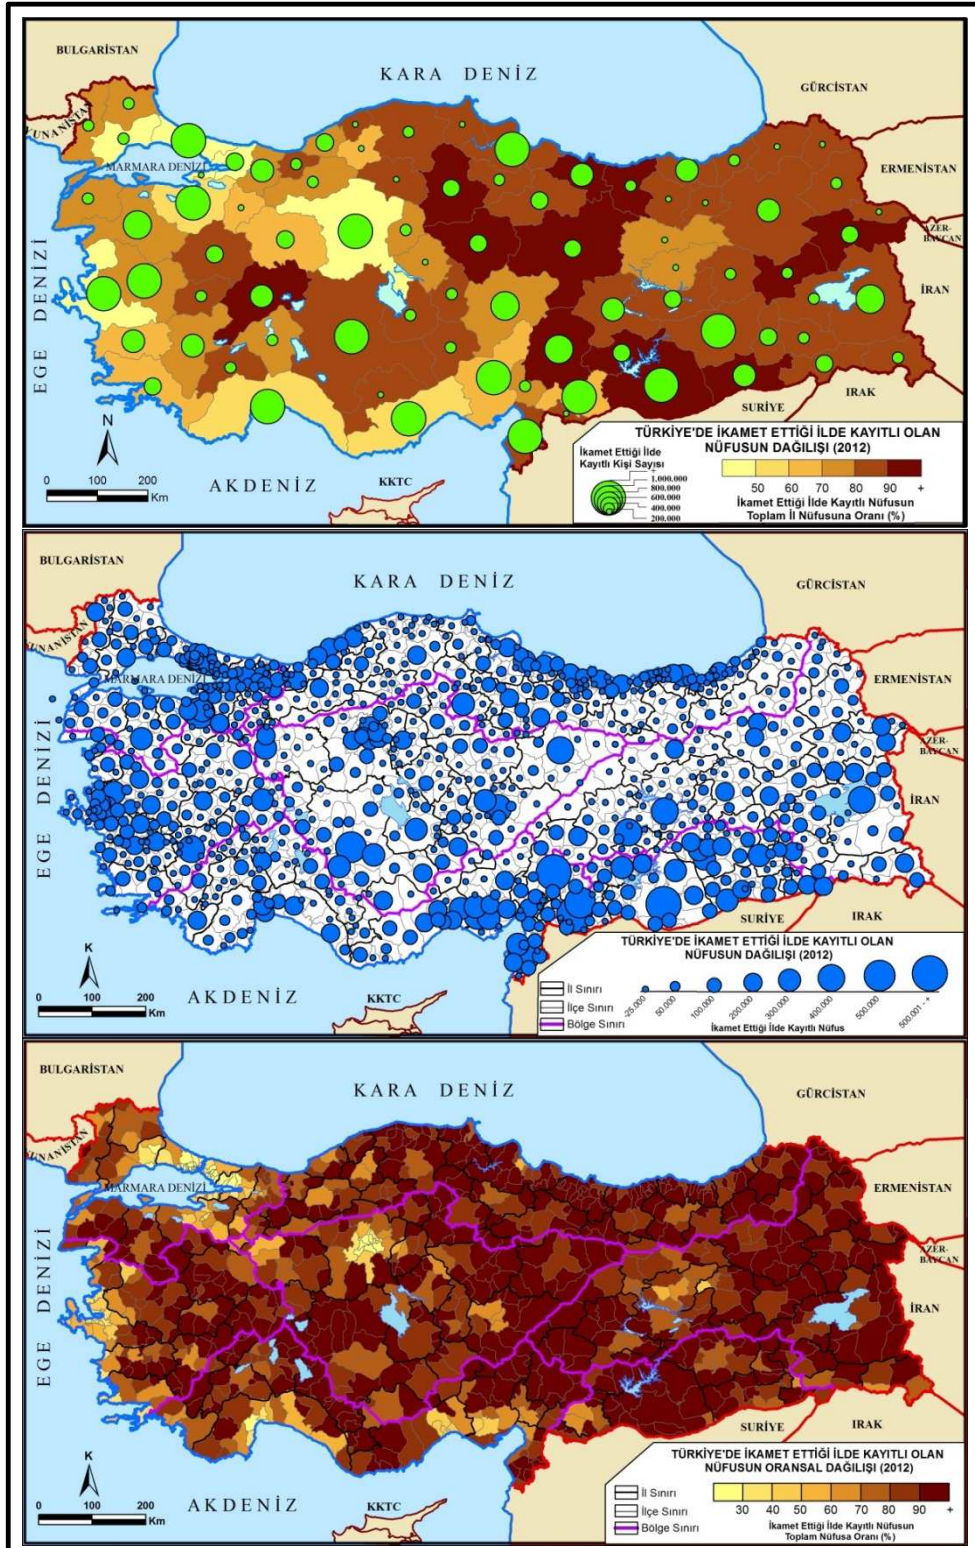 BULGARİSTAN
KARA DENİZ
GÜRCİSTAN
YUNANİSTAN
MARMARA DENİZİ
ERMENİSTAN
AZER-
BAYCAN
EGE DENİZİ
İRAN
N
SURİYE
IRAK
AKDENİZ
KKTC
0 100 200
Km
TÜRKİYE'DE İKAMET ETTİĞİ İLDE KAYITLI OLAN
NÜFUSUN DAĞILIŞI (2012)
İkamet Ettiği İlde
Kayıtlı Kişi Sayısı
+
1.000.000
800.000
600.000
400.000
200.000
50 60 70 80 90 +
İkamet Ettiği İlde Kayıtlı Nüfusun
Toplam İl Nüfusuna Oranı (%)
BULGARİSTAN
KARA DENİZ
GÜRCİSTAN
YUNANİSTAN
MARMARA DENİZİ
ERMENİSTAN
AZER-
BAYCAN
EGE DENİZİ
İRAN
K
SURİYE
IRAK
AKDENİZ
KKTC
0 100 200
Km
TÜRKİYE'DE İKAMET ETTİĞİ İLDE KAYITLI OLAN
NÜFUSUN DAĞILIŞI (2012)
İl Sınırı
İlçe Sınırı
Bölge Sınırı
-25.000 50.000 100.000 200.000 300.000 400.000 500.000 500.001 - +
İkamet Ettiği İlde Kayıtlı Nüfus
BULGARİSTAN
KARA DENİZ
GÜRCİSTAN
YUNANİSTAN
MARMARA DENİZİ
ERMENİSTAN
AZER-
BAYCAN
EGE DENİZİ
İRAN
K
SURİYE
IRAK
AKDENİZ
KKTC
0 100 200
Km
TÜRKİYE'DE İKAMET ETTİĞİ İLDE KAYITLI OLAN
NÜFUSUN ORANSAL DAĞILIŞI (2012)
İl Sınırı
İlçe Sınırı
Bölge Sınırı
30 40 50 60 70 80 90 +
İkamet Ettiği İlde Kayıtlı Nüfusun
Toplam Nüfusa Oranı (%)